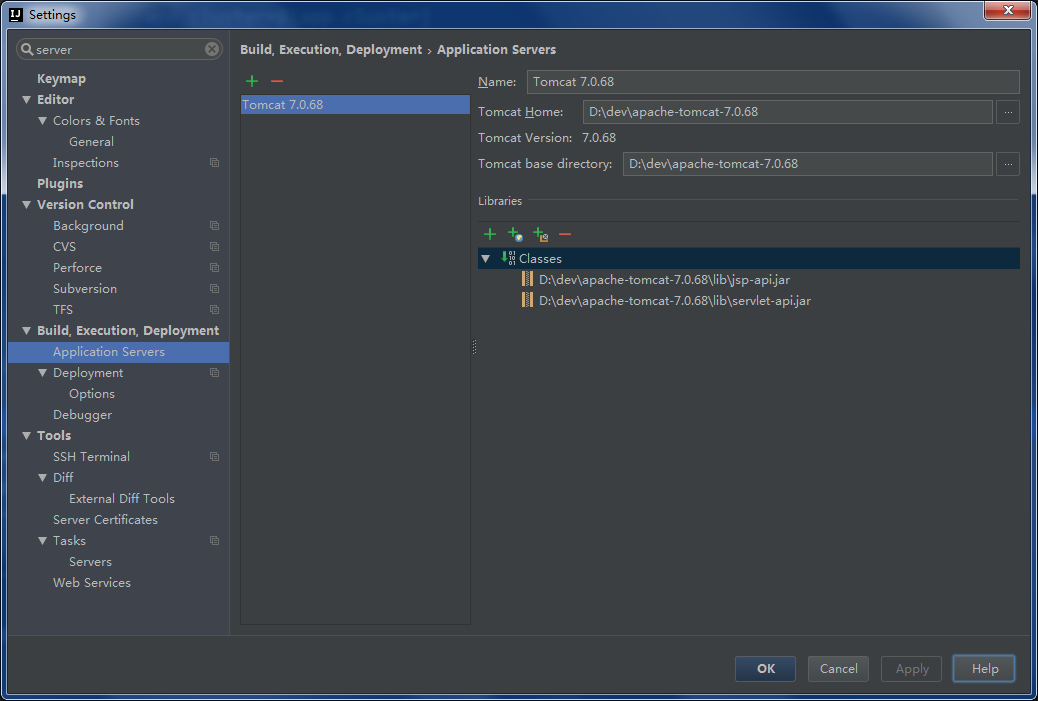 Settings
server
Keymap
Editor
Colors & Fonts
General
Inspections
Plugins
Version Control
Background
CVS
Perforce
Subversion
TFS
Build, Execution, Deployment
Application Servers
Deployment
Options
Debugger
Tools
SSH Terminal
Diff
External Diff Tools
Server Certificates
Tasks
Servers
Web Services
Build, Execution, Deployment › Application Servers
Tomcat 7.0.68
Name: Tomcat 7.0.68
Tomcat Home: D:\dev\apache-tomcat-7.0.68 ...
Tomcat Version: 7.0.68
Tomcat base directory: D:\dev\apache-tomcat-7.0.68 ...
Libraries
Classes
D:\dev\apache-tomcat-7.0.68\lib\jsp-api.jar
D:\dev\apache-tomcat-7.0.68\lib\servlet-api.jar
OK Cancel Apply Help